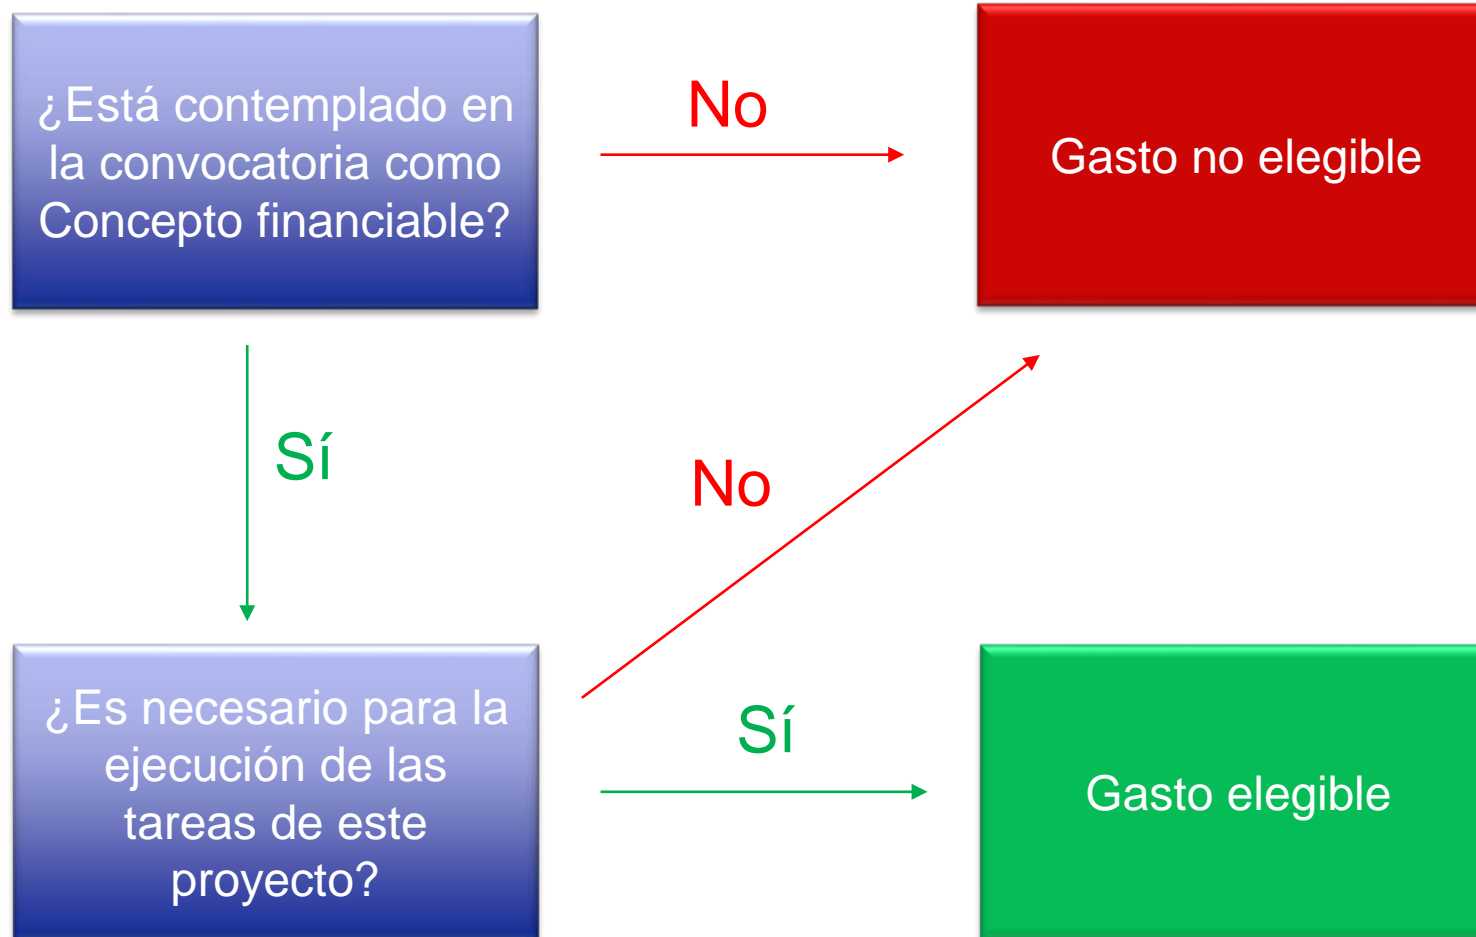 ¿Está contemplado en
la convocatoria como
Concepto financiable?
No
Gasto no elegible
Sí
No
¿Es necesario para la
ejecución de las
tareas de este
proyecto?
Sí
Gasto elegible